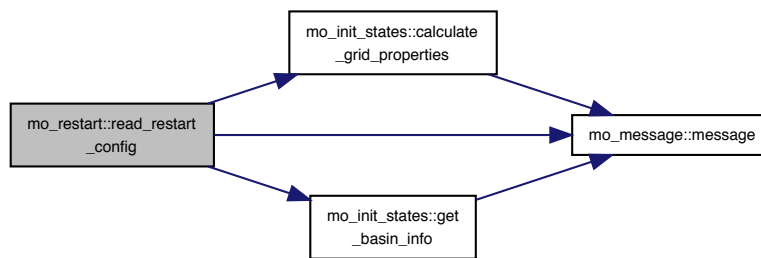 mo_init_states::calculate
_grid_properties
mo_restart::read_restart
_config
mo_message::message
mo_init_states::get
_basin_info